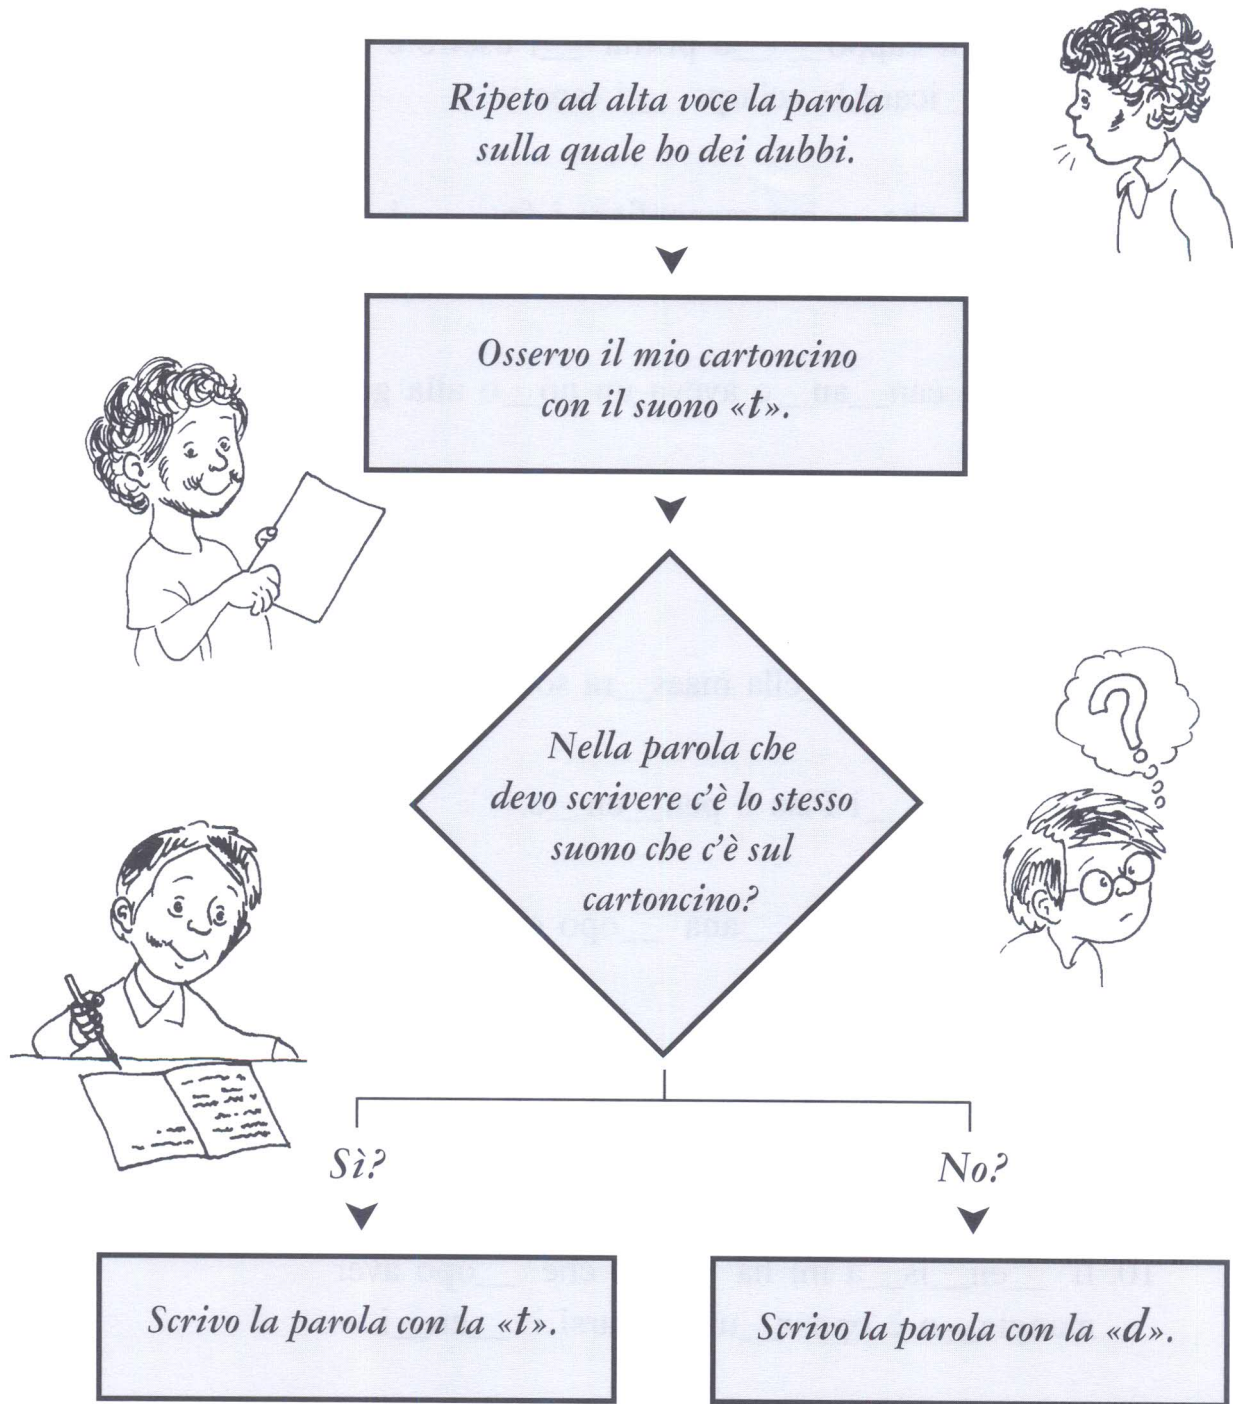 Ripeto ad alta voce la parola
sulla quale ho dei dubbi.
Osservo il mio cartoncino
con il suono «t».
Nella parola che
devo scrivere c'è lo stesso
suono che c'è sul
cartoncino?
Sì?
No?
Scrivo la parola con la «t».
Scrivo la parola con la «d».